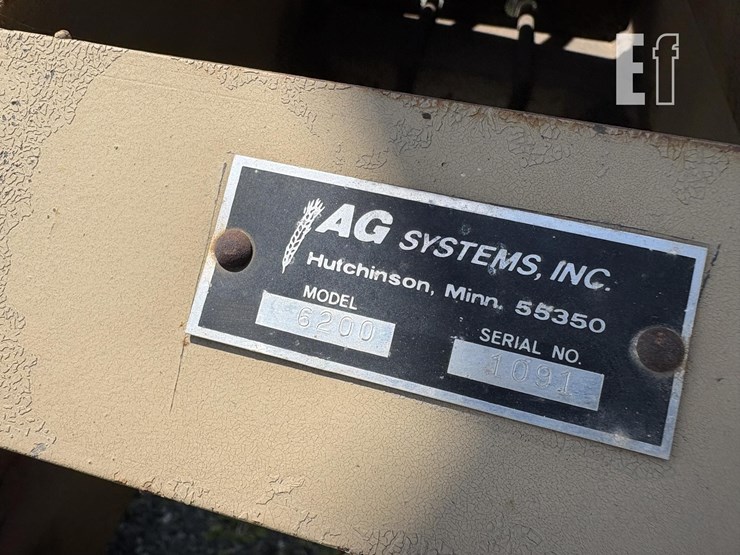 Ef
AG SYSTEMS, INC.
Hutchinson, Minn. 55350
MODEL
6200
SERIAL NO.
1091